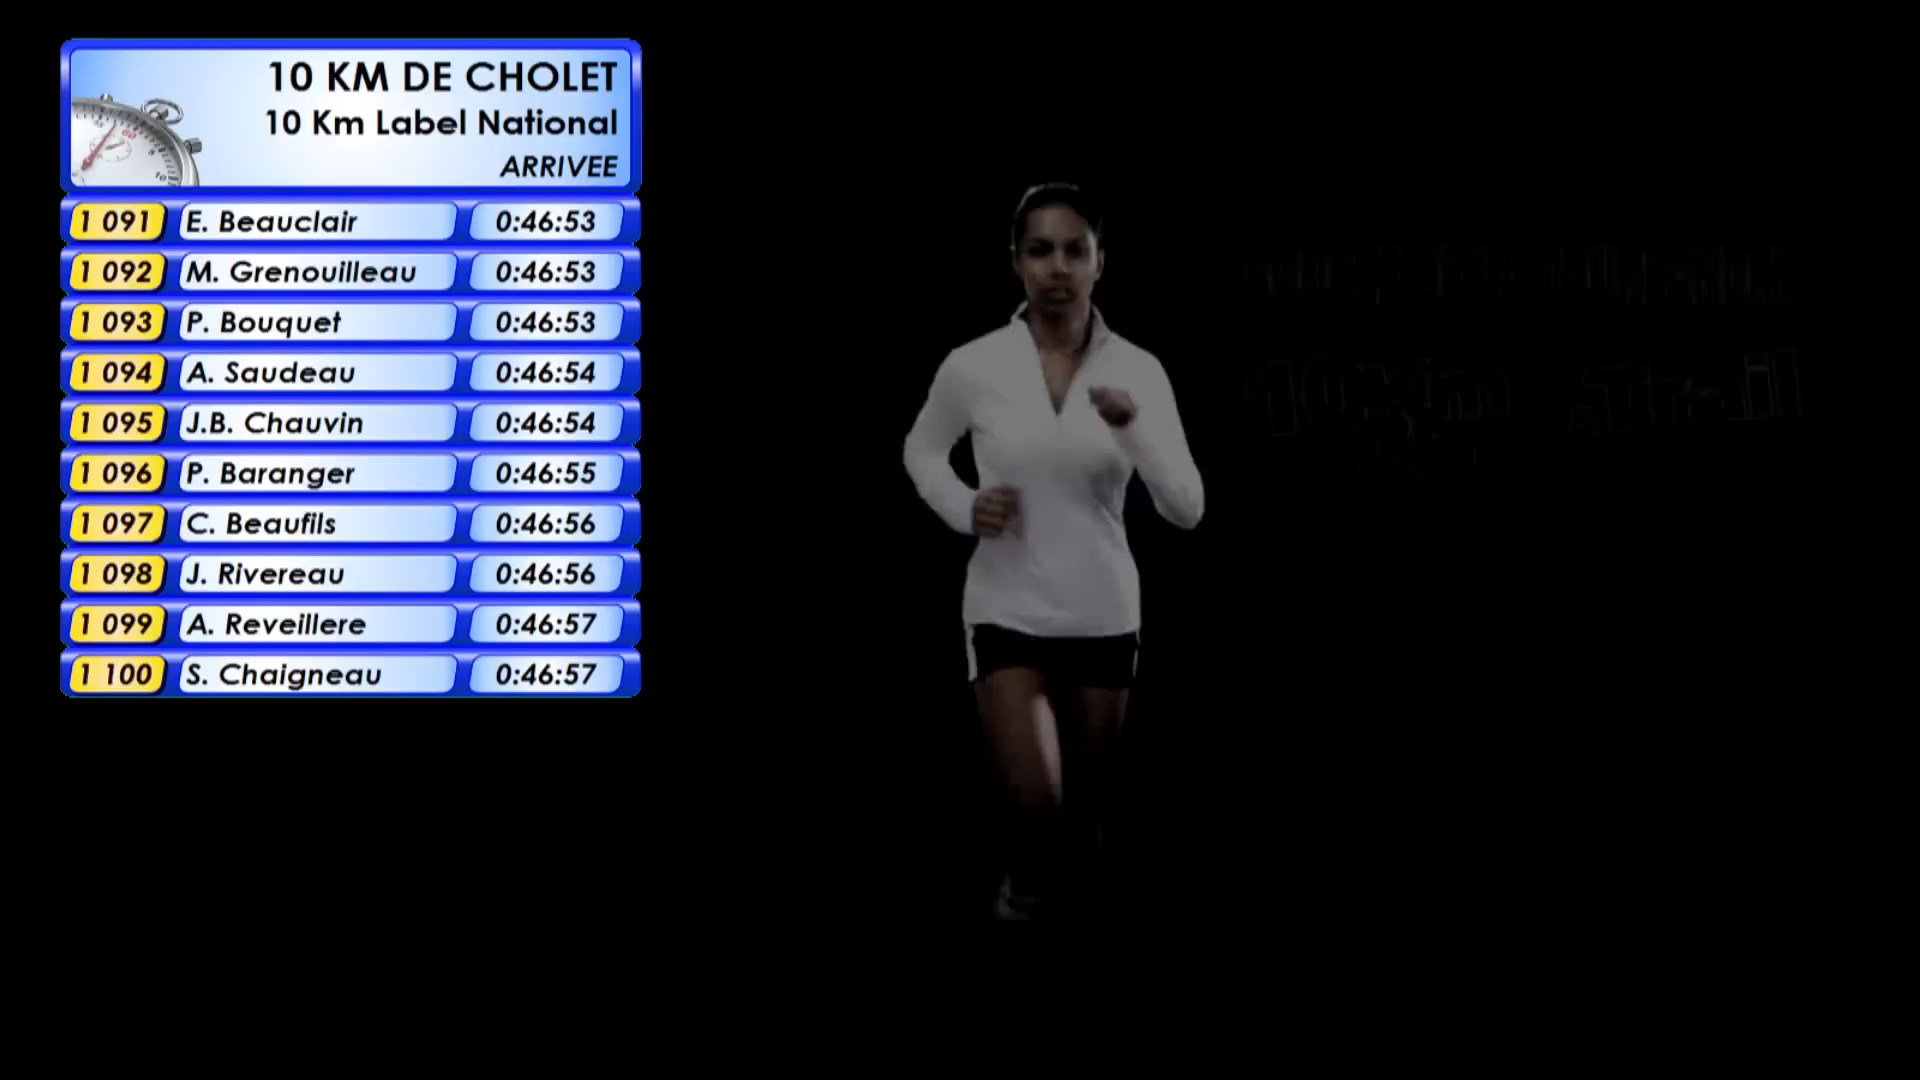 10 KM DE CHOLET
10 Km Label National
ARRIVEE
1 091 E. Beauclair 0:46:53
1 092 M. Grenouilleau 0:46:53
1 093 P. Bouquet 0:46:53
1 094 A. Saudeau 0:46:54
1 095 J.B. Chauvin 0:46:54
1 096 P. Baranger 0:46:55
1 097 C. Beaufils 0:46:56
1 098 J. Rivereau 0:46:56
1 099 A. Reveillere 0:46:57
1 100 S. Chaigneau 0:46:57
10Km Trail